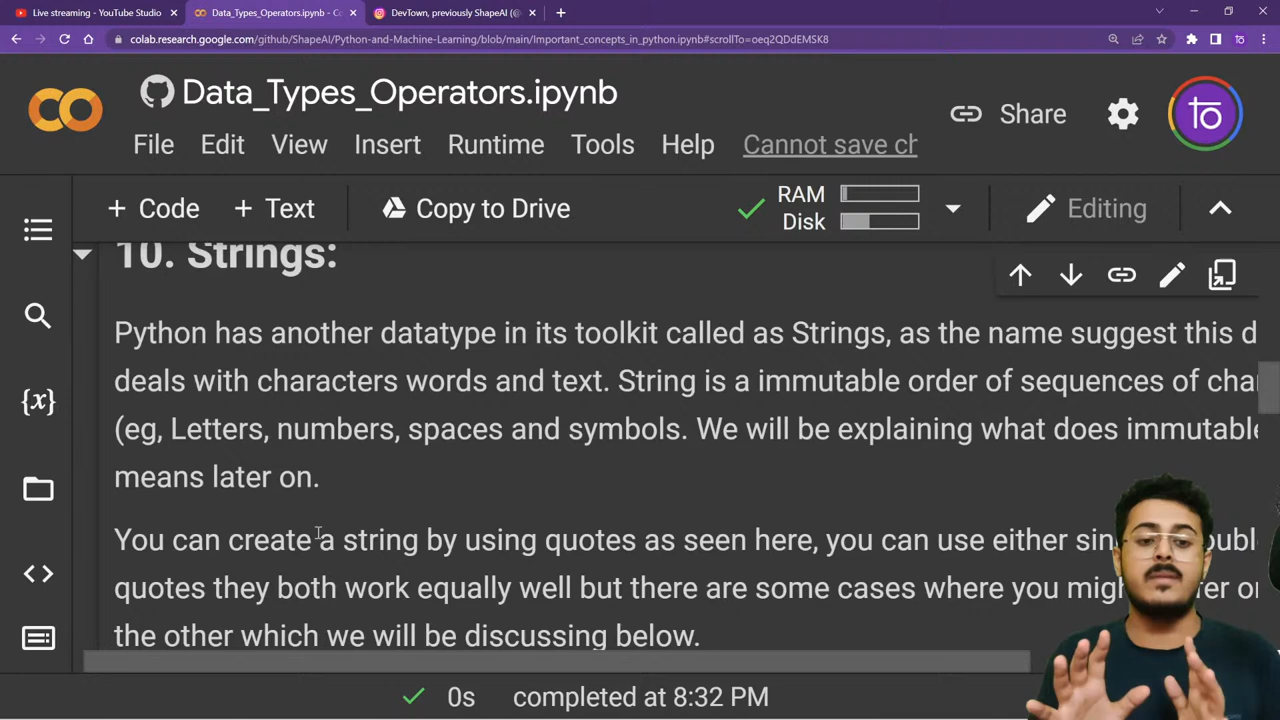 Live streaming - YouTube Studio
Data_Types_Operators.ipynb - Co
DevTown, previously ShapeAI (@
colab.research.google.com/github/ShapeAI/Python-and-Machine-Learning/blob/main/Important_concepts_in_python.ipynb#scrollTo=oeq2QDdEMSK8
Data_Types_Operators.ipynb
Share
File Edit View Insert Runtime Tools Help Cannot save ch
+ Code + Text Copy to Drive
RAM
Disk
Editing
10. Strings:
Python has another datatype in its toolkit called as Strings, as the name suggest this d
deals with characters words and text. String is a immutable order of sequences of cha
(eg, Letters, numbers, spaces and symbols. We will be explaining what does immutable
means later on.
You can create a string by using quotes as seen here, you can use either sin
quotes they both work equally well but there are some cases where you
the other which we will be discussing below.
0s completed at 8:32 PM